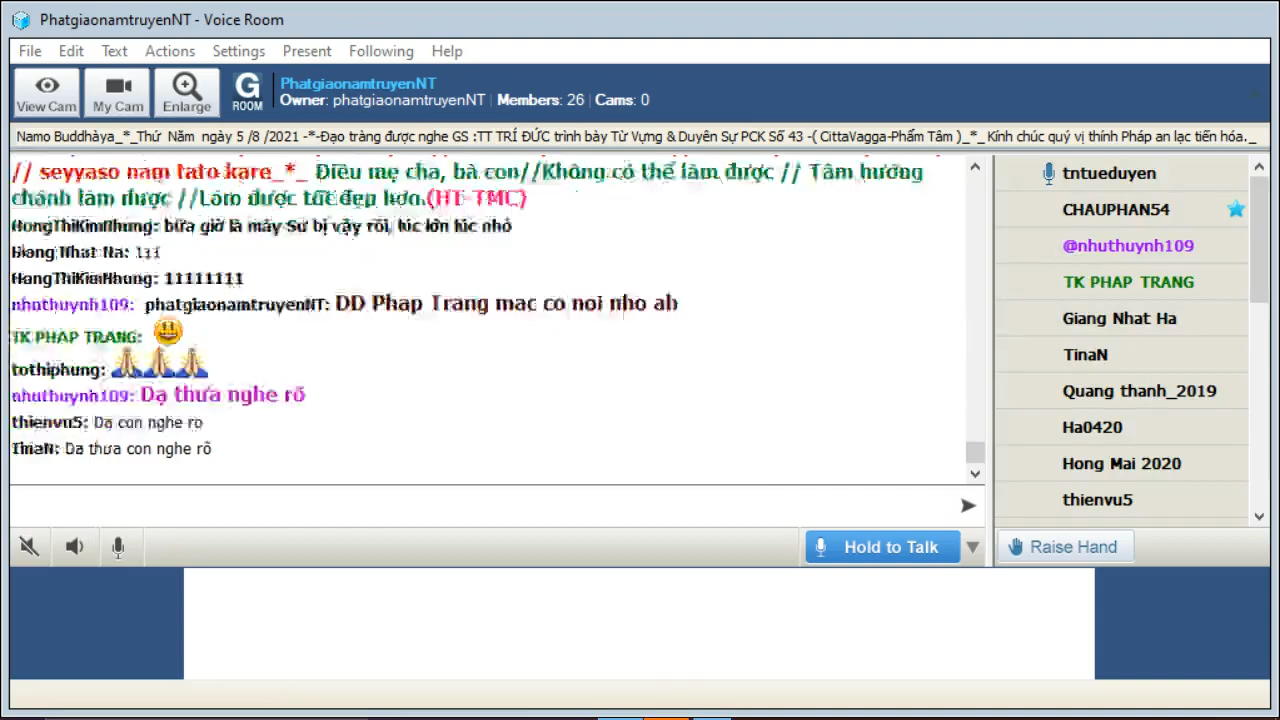 PhatgiaonamtruyenNT - Voice Room
File Edit Text Actions Settings Present Following Help
View Cam My Cam Enlarge G ROOM
PhatgiaonamtruyenNT
Owner: phatgiaonamtruyenNT | Members: 26 | Cams: 0
Namo Buddhàya_*_Thứ Năm ngày 5 /8 /2021 -*-Đạo tràng được nghe GS :TT TRÍ ĐỨC trình bày Từ Vựng & Duyên Sự PCK Số 43 -( CittaVagga-Phẩm Tâm )_*_ Kính chúc quý vị thính Pháp an lạc tiến hóa._
// seyyaso nam tato kare_*_ Điều mẹ cha, bà con//Không có thể làm được // Tâm hướng
chánh làm được //Làm được tốt đẹp hơn.(HT TMC)
HongThiKimNhung: bữa giờ là máy Sư bị vậy rồi, lúc lớn lúc nhỏ
Giang Nhat Ha: 111
HongThiKimNhung: 11111111
nhuthuynh109: phatgiaonamtruyenNT: DD Phap Trang mac co noi nho ah
TK PHAP TRANG:
tothiphung:
nhuthuynh109: Dạ thưa nghe rõ
thienvu5: Da con nghe ro
TinaN: Dạ thưa con nghe rõ
Hold to Talk
tntueduyen
CHAUPHAN54
@nhuthuynh109
TK PHAP TRANG
Giang Nhat Ha
TinaN
Quang thanh_2019
Ha0420
Hong Mai 2020
thienvu5
Raise Hand